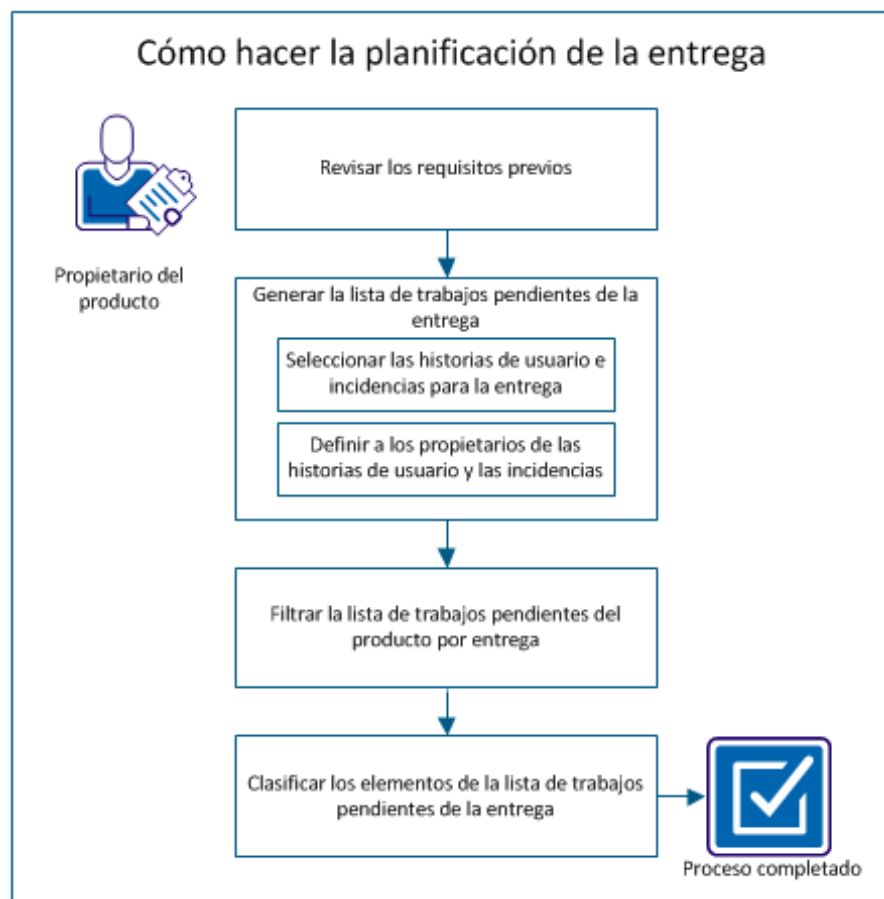 Cómo hacer la planificación de la entrega
Propietario del
producto
Revisar los requisitos previos
Generar la lista de trabajos pendientes de la
entrega
Seleccionar las historias de usuario e
incidencias para la entrega
Definir a los propietarios de las
historias de usuario y las incidencias
Filtrar la lista de trabajos pendientes del
producto por entrega
Clasificar los elementos de la lista de trabajos
pendientes de la entrega
Proceso completado